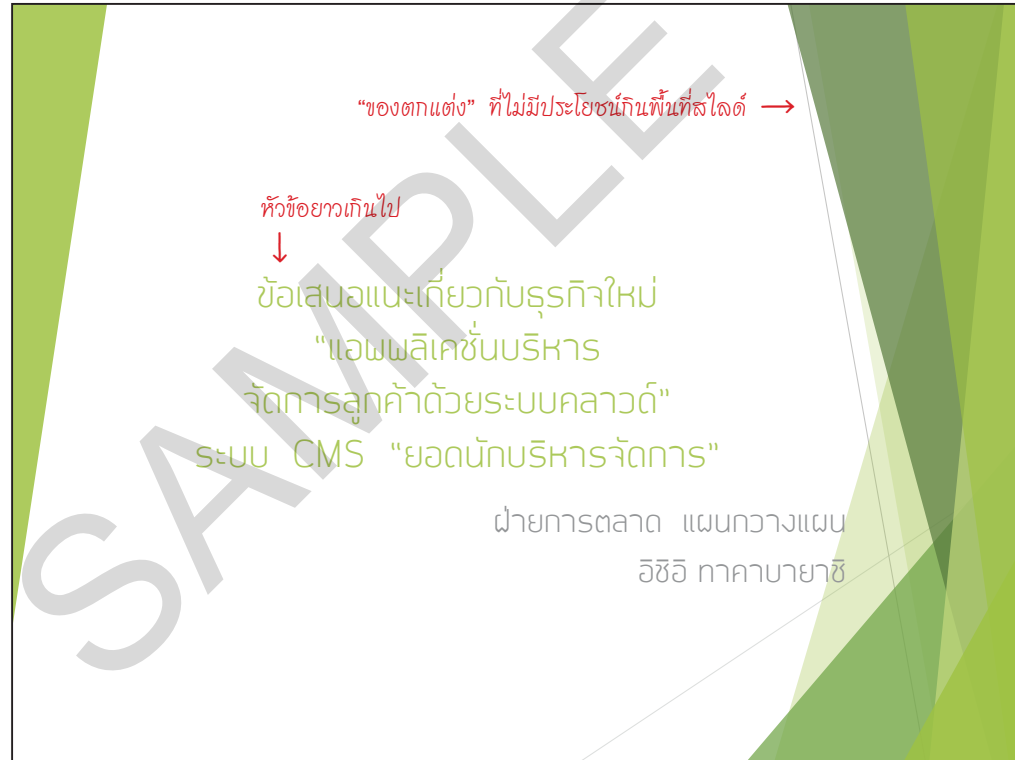 “ของตกแต่ง” ที่ไม่มีประโยชน์กินพื้นที่สไลด์ →
หัวข้อยาวเกินไป
↓
ข้อเสนอแนะเกี่ยวกับธุรกิจใหม่
“แอพพลิเคชั่นบริหาร
จัดการลูกค้าด้วยระบบคลาวด์”
ระบบ CMS “ยอดนักบริหารจัดการ”
ฝ่ายการตลาด แผนกวางแผน
อิชิอิ ทาคาบายาชิ
SAMPLE